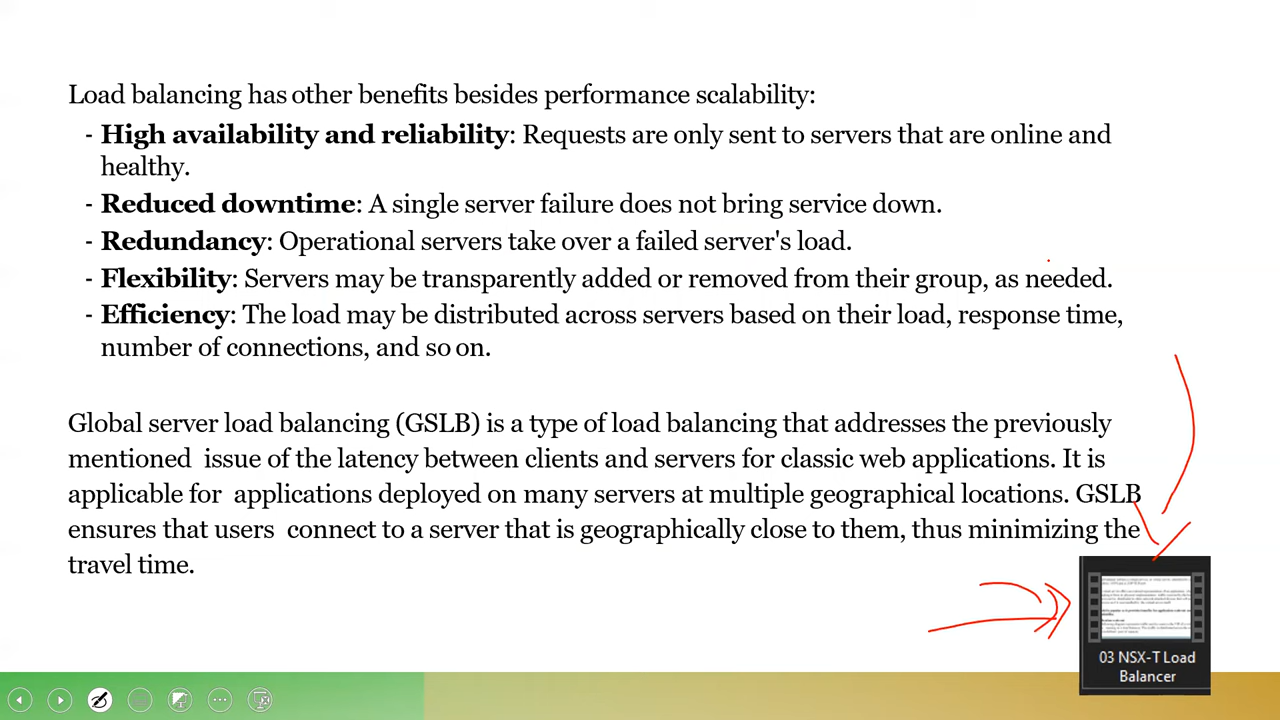 Load balancing has other benefits besides performance scalability:
- High availability and reliability: Requests are only sent to servers that are online and
healthy.
- Reduced downtime: A single server failure does not bring service down.
- Redundancy: Operational servers take over a failed server's load.
- Flexibility: Servers may be transparently added or removed from their group, as needed.
- Efficiency: The load may be distributed across servers based on their load, response time,
number of connections, and so on.
Global server load balancing (GSLB) is a type of load balancing that addresses the previously
mentioned issue of the latency between clients and servers for classic web applications. It is
applicable for applications deployed on many servers at multiple geographical locations. GSLB
ensures that users connect to a server that is geographically close to them, thus minimizing the
travel time.
03 NSX-T Load
Balancer